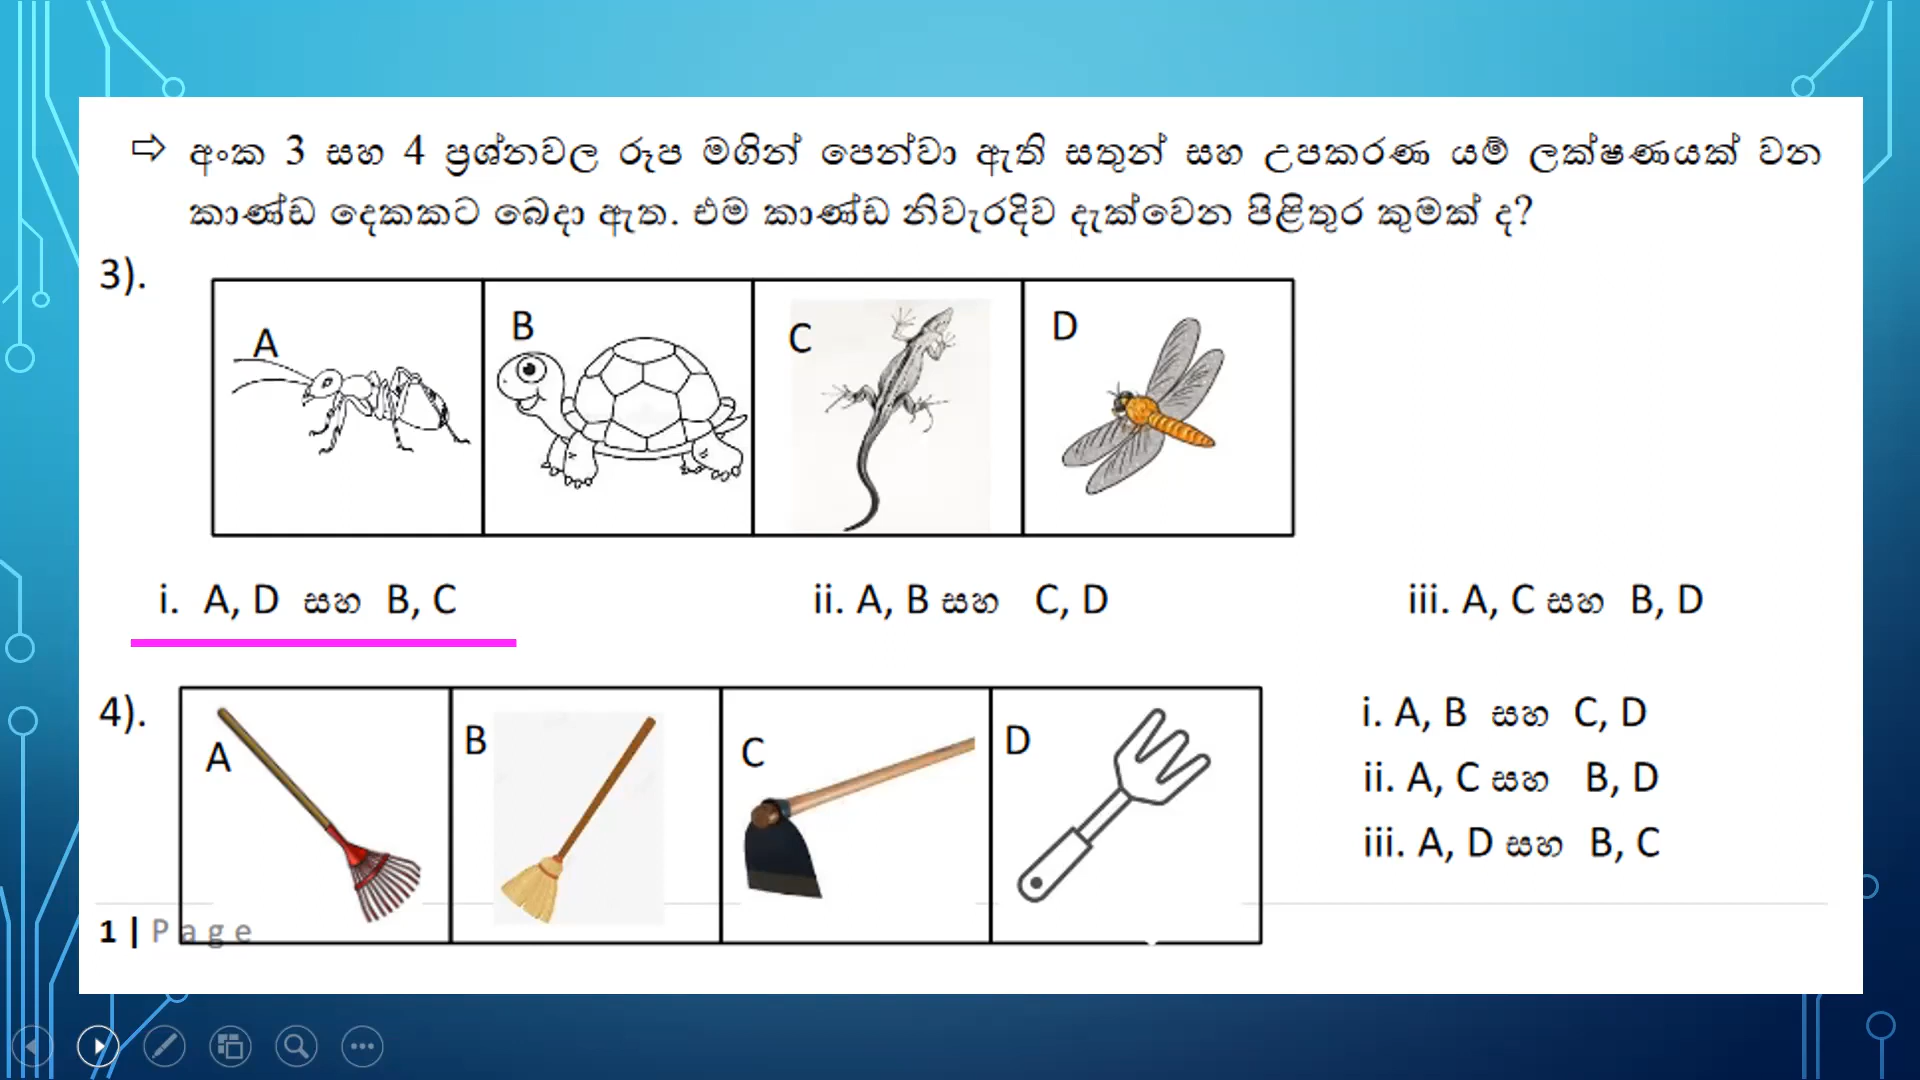 ⇨ අංක 3 සහ 4 ප්‍රශ්නවල රූප මගින් පෙන්වා ඇති සතුන් සහ උපකරණ යම් ලක්ෂණයක් වන
කාණ්ඩ දෙකකට බෙදා ඇත. එම කාණ්ඩ නිවැරදිව දැක්වෙන පිළිතුර කුමක් ද?
3).
A B C D
i. A, D සහ B, C ii. A, B සහ C, D iii. A, C සහ B, D
4).
A B C D
i. A, B සහ C, D
ii. A, C සහ B, D
iii. A, D සහ B, C
1 | Page